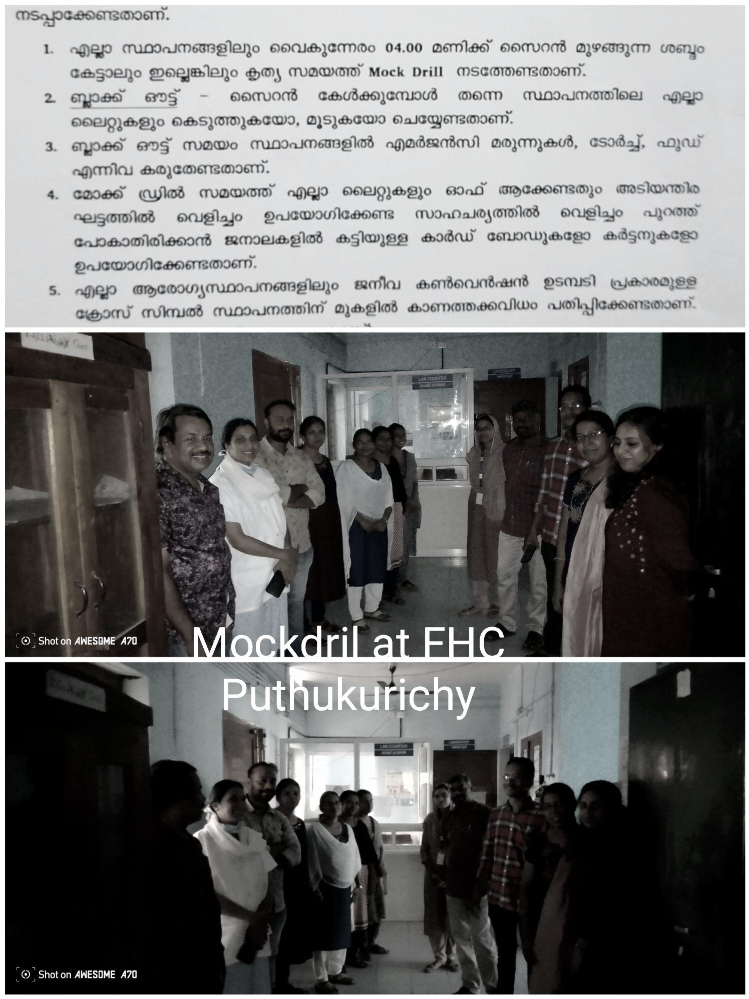 നടപ്പാക്കേണ്ടതാണ്.
1. എല്ലാ സ്ഥാപനങ്ങളിലും വൈകുന്നേരം 04.00 മണിക്ക് സൈറൻ മുഴങ്ങുന്ന ശബ്ദം
കേട്ടാലും ഇല്ലെങ്കിലും കൃത്യ സമയത്ത് Mock Drill നടത്തേണ്ടതാണ്.
2. ബ്ലാക്ക് ഔട്ട് – സൈറൻ കേൾക്കുമ്പോൾ തന്നെ സ്ഥാപനത്തിലെ എല്ലാ
ലൈറ്റുകളും കെടുത്തുകയോ, മൂടുകയോ ചെയ്യേണ്ടതാണ്.
3. ബ്ലാക്ക് ഔട്ട് സമയം സ്ഥാപനങ്ങളിൽ എമർജൻസി മരുന്നുകൾ, ടോർച്ച്, ഫുഡ്
എന്നിവ കരുതേണ്ടതാണ്.
4. മോക്ക് ഡ്രിൽ സമയത്ത് എല്ലാ ലൈറ്റുകളും ഓഫ് ആക്കേണ്ടതും അടിയന്തിര
ഘട്ടത്തിൽ വെളിച്ചം ഉപയോഗിക്കേണ്ട സാഹചര്യത്തിൽ വെളിച്ചം പുറത്ത്
പോകാതിരിക്കാൻ ജനാലകളിൽ കട്ടിയുള്ള കാർഡ് ബോഡുകളോ കർട്ടനുകളോ
ഉപയോഗിക്കേണ്ടതാണ്.
5. എല്ലാ ആരോഗ്യസ്ഥാപനങ്ങളിലും ജനീവ കൺവെൻഷൻ ഉടമ്പടി പ്രകാരമുള്ള
ക്രോസ് സിമ്പൽ സ്ഥാപനത്തിന് മുകളിൽ കാണത്തക്കവിധം പതിപ്പിക്കേണ്ടതാണ്.
CARE
LAB COUNTER
LABORATORY
Shot on AWESOME A70
Mockdril at FHC
Puthukurichy
LAB COUNTER
LABORATORY
Shot on AWESOME A70